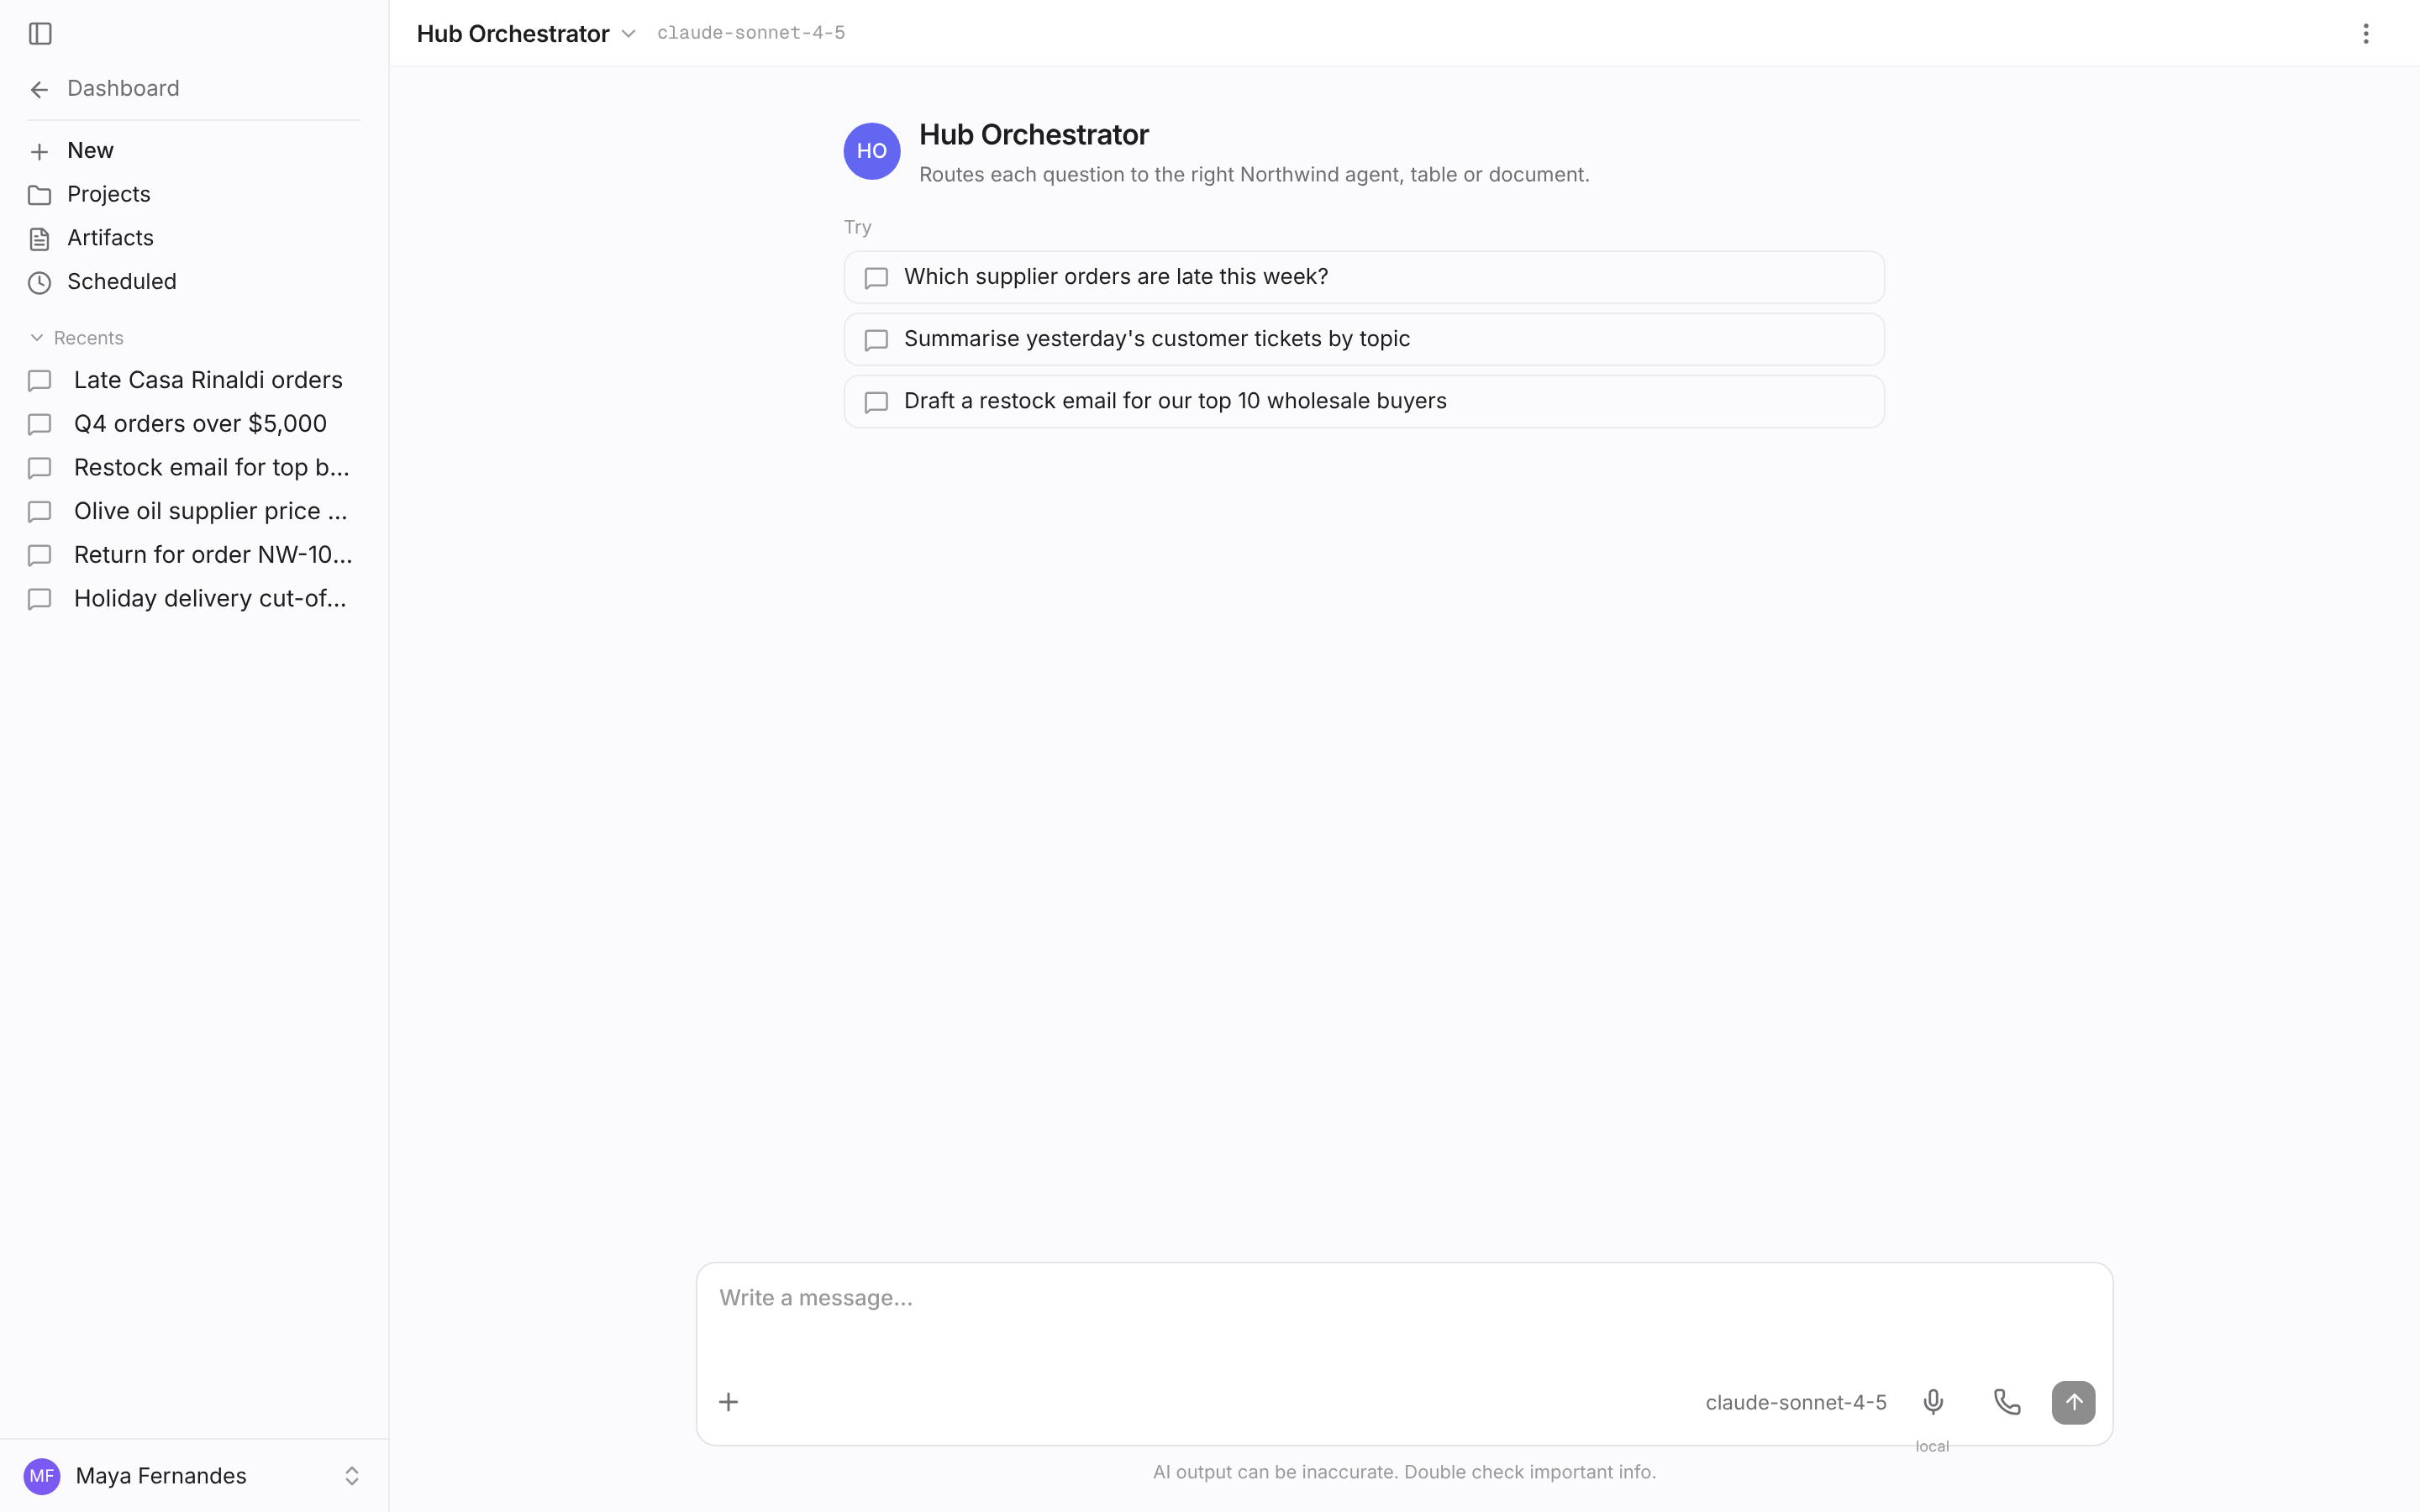 Dashboard
New
Projects
Artifacts
Scheduled
Recents
Late Casa Rinaldi orders
Q4 orders over $5,000
Restock email for top b...
Olive oil supplier price ...
Return for order NW-10...
Holiday delivery cut-of...
MF Maya Fernandes
Hub Orchestrator claude-sonnet-4-5
HO
Hub Orchestrator
Routes each question to the right Northwind agent, table or document.
Try
Which supplier orders are late this week?
Summarise yesterday's customer tickets by topic
Draft a restock email for our top 10 wholesale buyers
Write a message...
claude-sonnet-4-5
local
AI output can be inaccurate. Double check important info.